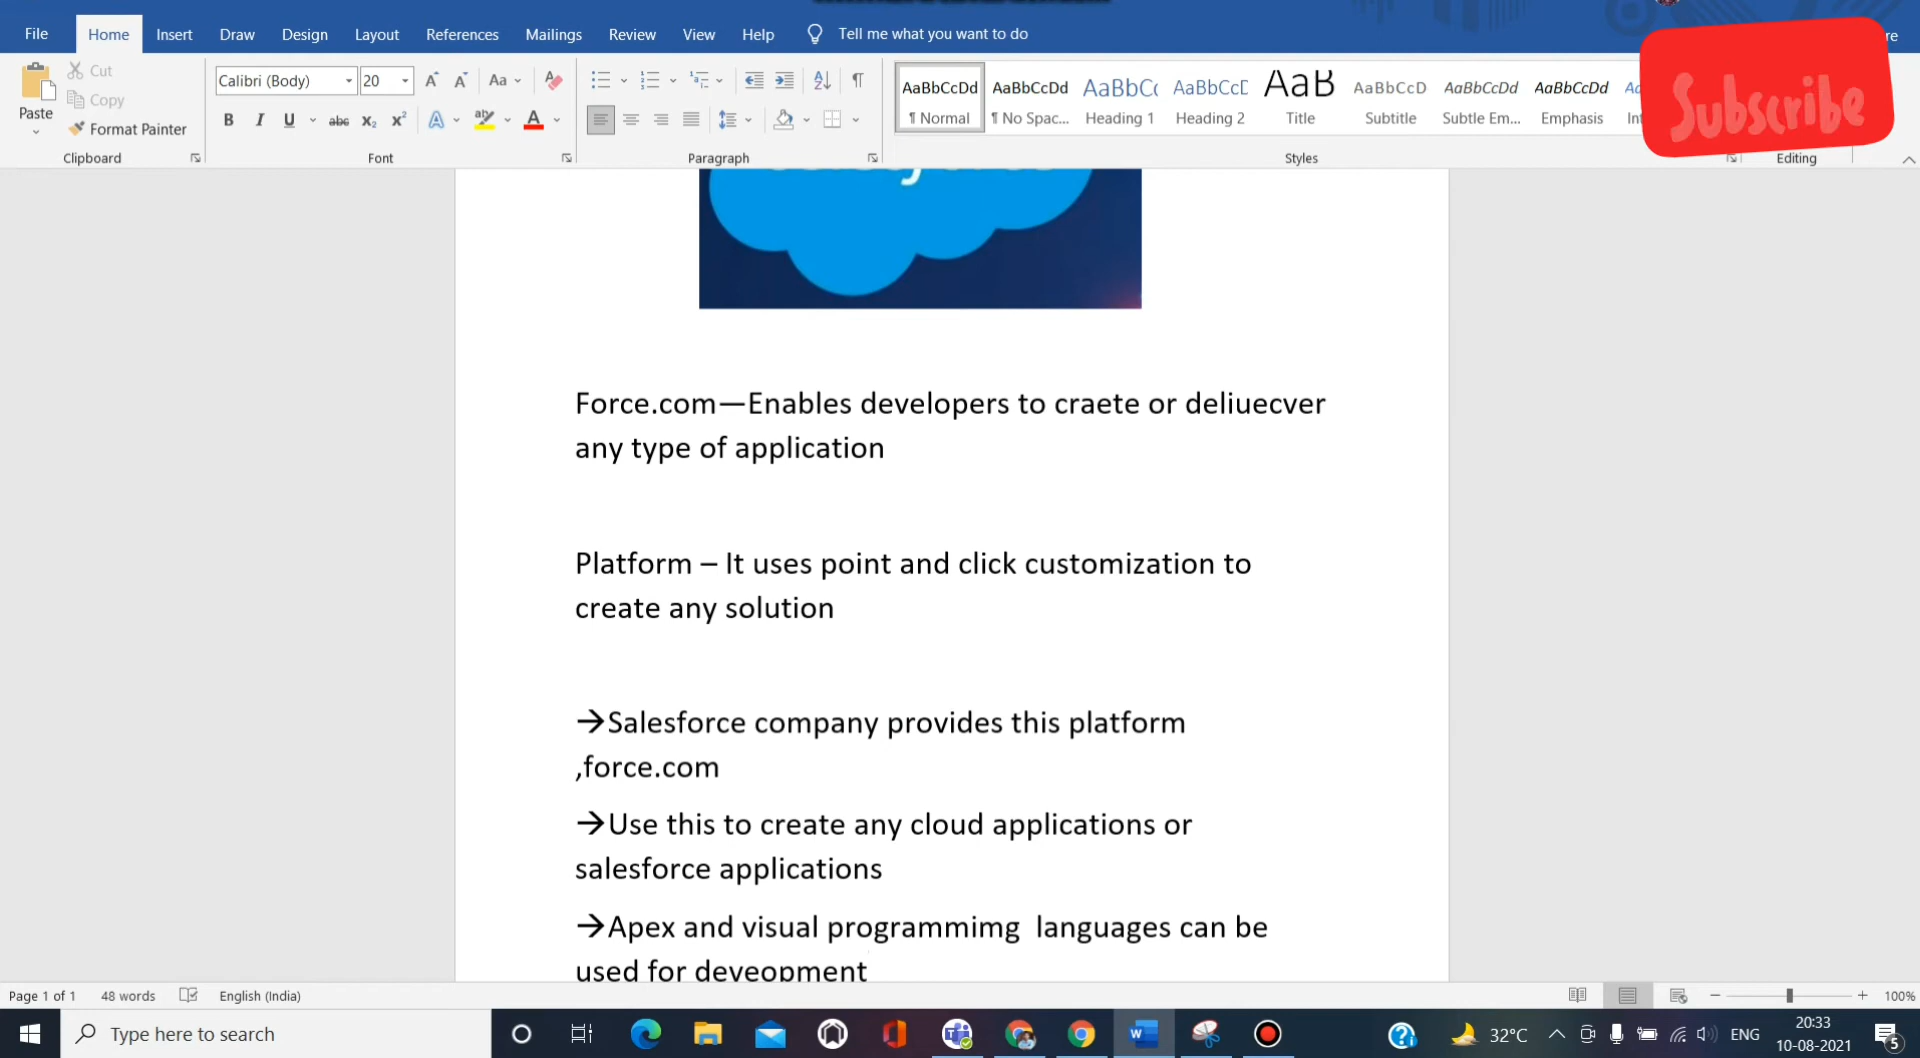 File Home Insert Draw Design Layout References Mailings Review View Help Tell me what you want to do
Subscribe
Paste
Cut
Copy
Format Painter
Clipboard
Calibri (Body) 20
Font
Paragraph
AaBbCcDd AaBbCcDd AaBbCc AaBbCcC AaB AaBbCcD AaBbCcDd AaBbCcDd
¶ Normal ¶ No Spac... Heading 1 Heading 2 Title Subtitle Subtle Em... Emphasis
Styles
Editing
Force.com—Enables developers to craete or deliuecver
any type of application
Platform – It uses point and click customization to
create any solution
→Salesforce company provides this platform
,force.com
→Use this to create any cloud applications or
salesforce applications
→Apex and visual programmimg  languages can be
used for deveopment
Page 1 of 1 48 words English (India) 100%
Type here to search
32°C ENG 20:33
10-08-2021
5